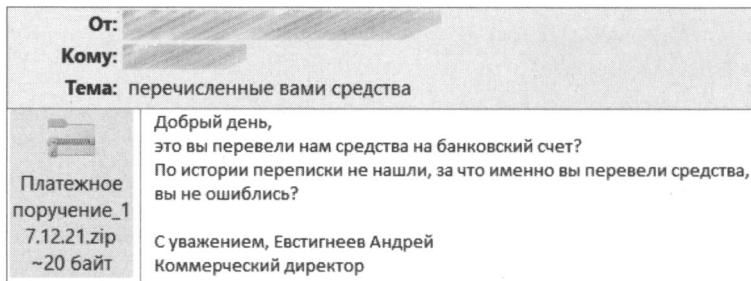 От:
Кому:
Тема: перечисленные вами средства
Платежное
поручение_1
7.12.21.zip
~20 байт
Добрый день,
это вы перевели нам средства на банковский счет?
По истории переписки не нашли, за что именно вы перевели средства,
вы не ошиблись?
С уважением, Евстигнеев Андрей
Коммерческий директор